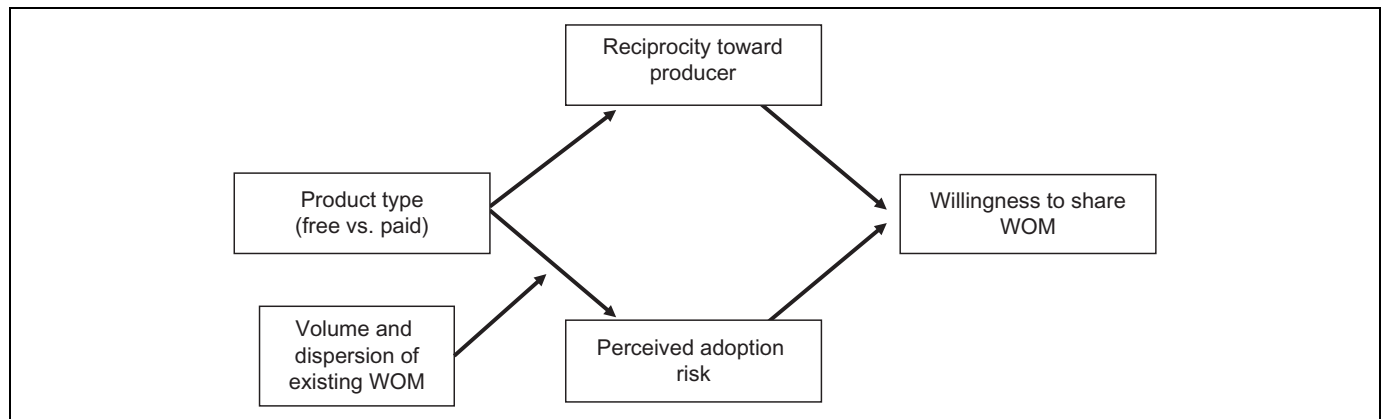 Reciprocity toward
producer
Product type
(free vs. paid)
Willingness to share
WOM
Volume and
dispersion of
existing WOM
Perceived adoption
risk